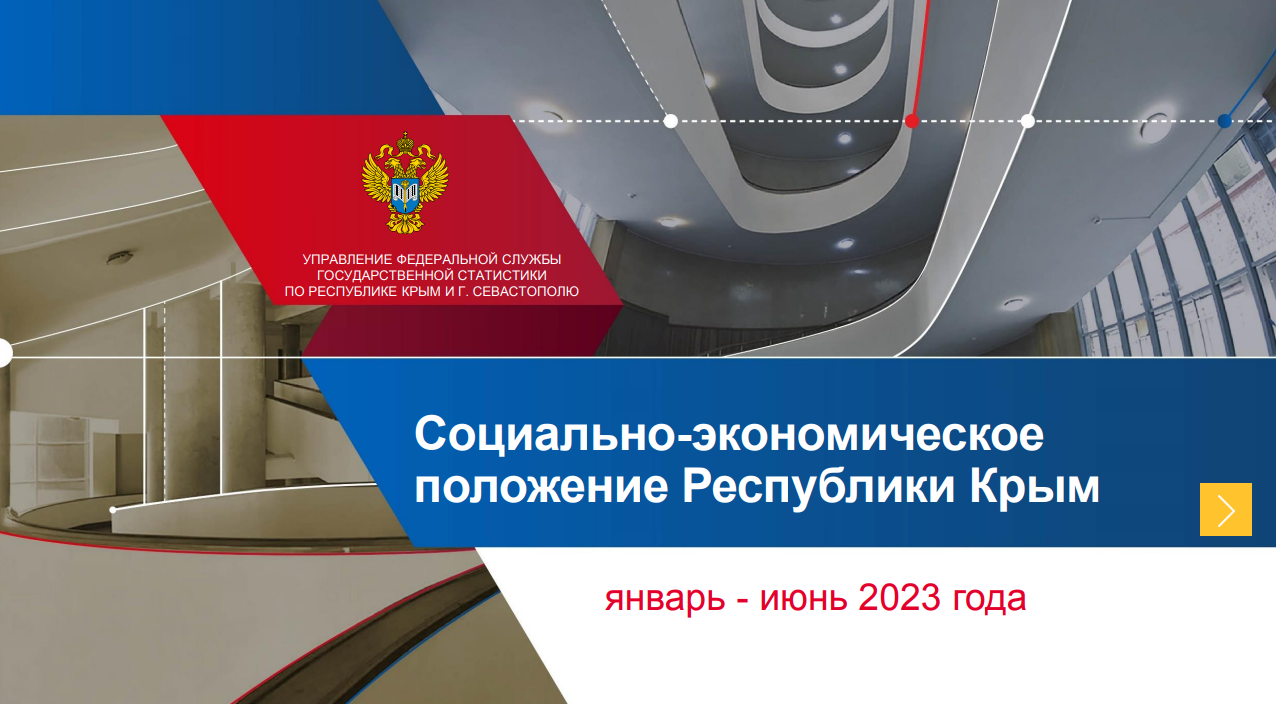 УПРАВЛЕНИЕ ФЕДЕРАЛЬНОЙ СЛУЖБЫ
ГОСУДАРСТВЕННОЙ СТАТИСТИКИ
ПО РЕСПУБЛИКЕ КРЫМ И Г. СЕВАСТОПОЛЮ
Социально-экономическое
положение Республики Крым
январь - июнь 2023 года